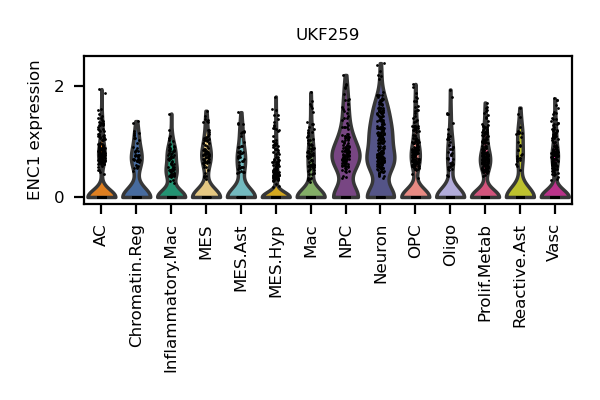 UKF259
ENC1 expression
2
0
AC
Chromatin.Reg
Inflammatory.Mac
MES
MES.Ast
MES.Hyp
Mac
NPC
Neuron
OPC
Oligo
Prolif.Metab
Reactive.Ast
Vasc